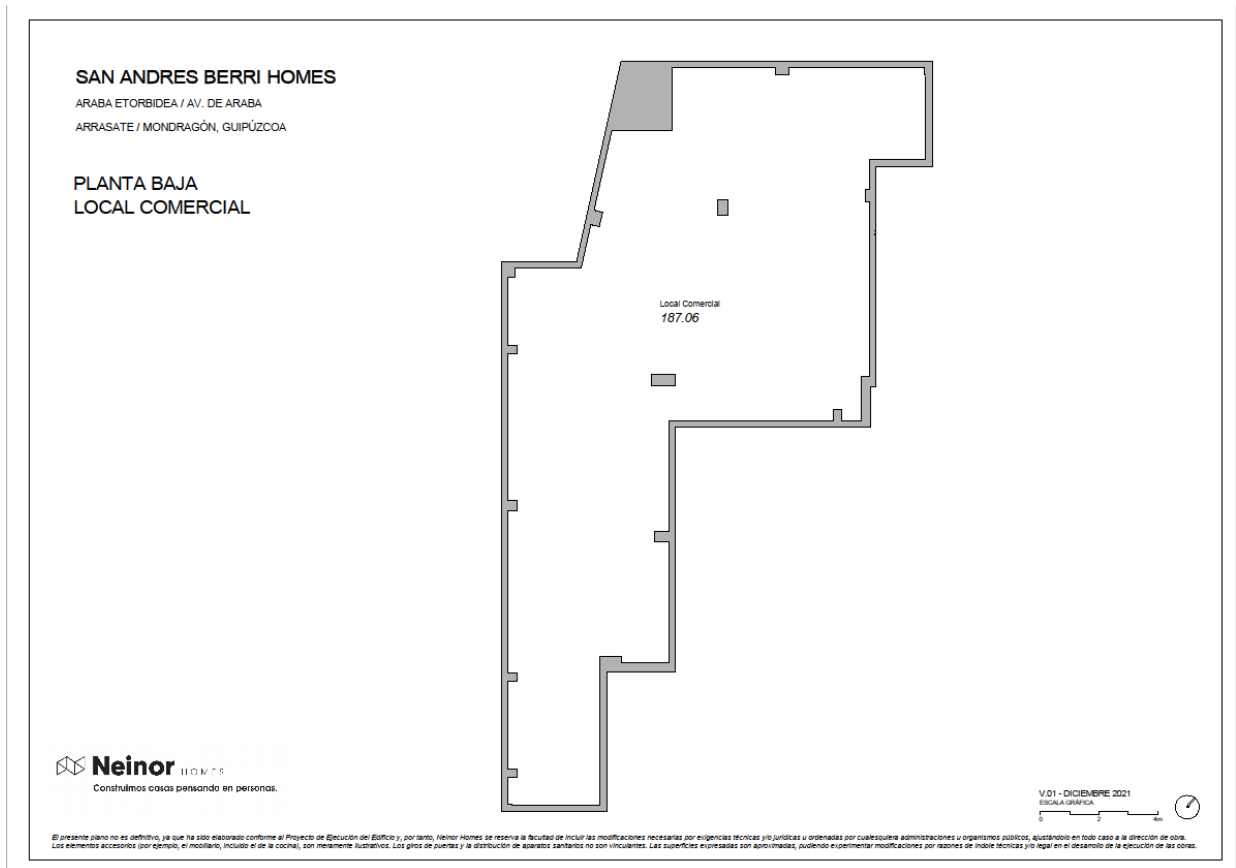 SAN ANDRES BERRI HOMES
ARABA ETORBIDEA / AV. DE ARABA
ARRASATE / MONDRAGÓN, GUIPÚZCOA
PLANTA BAJA
LOCAL COMERCIAL
Local Comercial
187.06
Neinor HOMES
Construimos casas pensando en personas.
V.01 - DICIEMBRE 2021
ESCALA GRÁFICA
0 2 4m
El presente plano no es definitivo, ya que ha sido elaborado conforme al Proyecto de Ejecución del Edificio y, por tanto, Neinor Homes se reserva la facultad de incluir las modificaciones necesarias por exigencias técnicas y/o jurídicas u ordenadas por cualesquiera administraciones u organismos públicos, ajustándolo en todo caso a la dirección de obra.
Los elementos accesorios (por ejemplo, el mobiliario, incluido el de la cocina), son meramente ilustrativos. Los giros de puertas y la distribución de aparatos sanitarios no son vinculantes. Las superficies expresadas son aproximadas, pudiendo experimentar modificaciones por razones de índole técnicas y/o legal en el desarrollo de la ejecución de las obras.